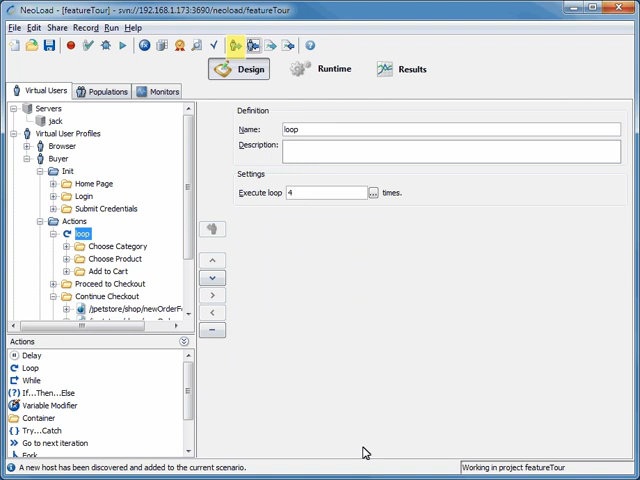 NeoLoad - [featureTour] - svn://192.168.1.173:3690/neoload/featureTour
File Edit Share Record Run Help
Design Runtime Results
Virtual Users Populations Monitors
Servers
jack
Virtual User Profiles
Browser
Buyer
Init
Home Page
Login
Submit Credentials
Actions
loop
Choose Category
Choose Product
Add to Cart
Proceed to Checkout
Continue Checkout
/jpetstore/shop/newOrderFo
Definition
Name: loop
Description:
Settings
Execute loop 4 ... times.
Actions
Delay
Loop
While
If...Then...Else
Variable Modifier
Container
Try...Catch
Go to next iteration
Fork
A new host has been discovered and added to the current scenario.
Working in project featureTour